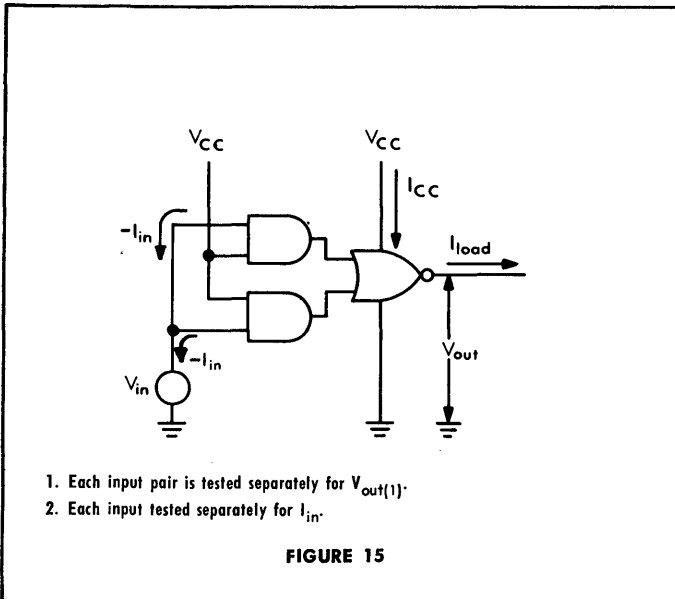 VCC VCC
ICC
-Iin
Iload
-Iin
Vin
Vout
1. Each input pair is tested separately for Vout(1).
2. Each input tested separately for Iin.
FIGURE 15